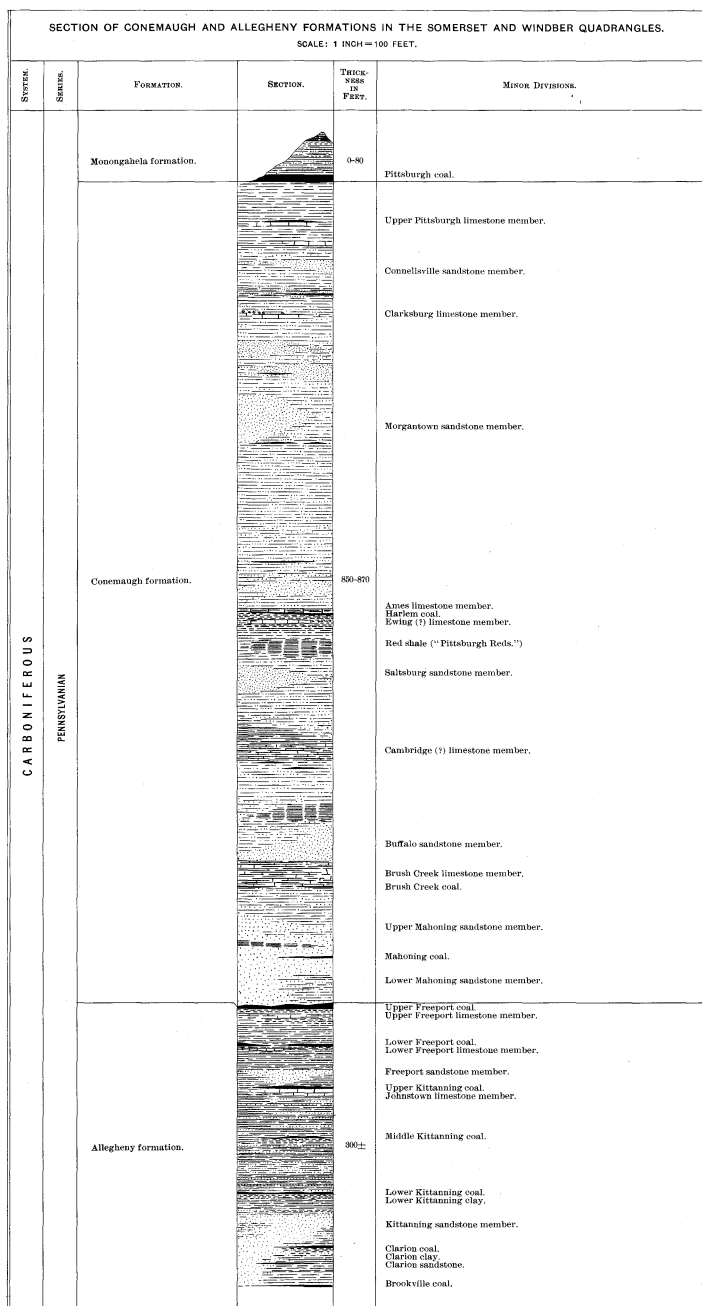 SECTION OF CONEMAUGH AND ALLEGHENY FORMATIONS IN THE SOMERSET AND WINDBER QUADRANGLES.
SCALE: 1 INCH=100 FEET.
SYSTEM.
SERIES.
FORMATION.
SECTION.
THICK-
NESS
IN
FEET.
MINOR DIVISIONS.
CARBONIFEROUS
PENNSYLVANIAN
Monongahela formation.
0-80
Pittsburgh coal.
Upper Pittsburgh limestone member.
Connellsville sandstone member.
Clarksburg limestone member.
Morgantown sandstone member.
Conemaugh formation.
850-870
Ames limestone member.
Harlem coal.
Ewing (?) limestone member.
Red shale ("Pittsburgh Reds.")
Saltsburg sandstone member.
Cambridge (?) limestone member.
Buffalo sandstone member.
Brush Creek limestone member.
Brush Creek coal.
Upper Mahoning sandstone member.
Mahoning coal.
Lower Mahoning sandstone member.
Upper Freeport coal.
Upper Freeport limestone member.
Lower Freeport coal.
Lower Freeport limestone member.
Freeport sandstone member.
Upper Kittanning coal.
Johnstown limestone member.
Middle Kittanning coal.
Allegheny formation.
300±
Lower Kittanning coal.
Lower Kittanning clay.
Kittanning sandstone member.
Clarion coal.
Clarion clay.
Clarion sandstone.
Brookville coal.